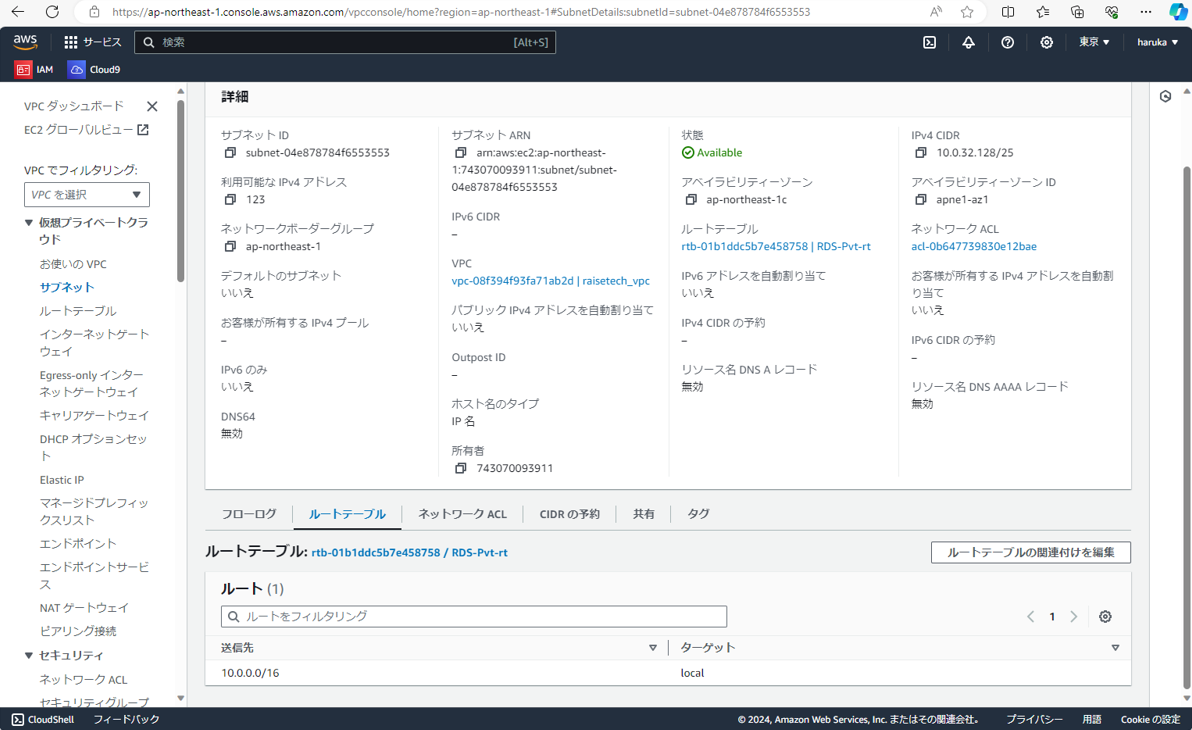 https://ap-northeast-1.console.aws.amazon.com/vpcconsole/home?region=ap-northeast-1#SubnetDetails:subnetId=subnet-04e878784f6553553
aws サービス 検索 [Alt+S] 東京 ▼ haruka ▼
IAM Cloud9
VPC ダッシュボード
EC2 グローバルビュー
VPC でフィルタリング:
VPC を選択
仮想プライベートクラ
ウド
お使いの VPC
サブネット
ルートテーブル
インターネットゲート
ウェイ
Egress-only インター
ネットゲートウェイ
キャリアゲートウェイ
DHCP オプションセッ
ト
Elastic IP
マネージドプレフィッ
クスリスト
エンドポイント
エンドポイントサービ
ス
NAT ゲートウェイ
ピアリング接続
セキュリティ
ネットワーク ACL
セキュリティグループ
詳細
サブネット ID
subnet-04e878784f6553553
利用可能な IPv4 アドレス
123
ネットワークボーダーグループ
ap-northeast-1
デフォルトのサブネット
いいえ
お客様が所有する IPv4 プール
–
IPv6 のみ
いいえ
DNS64
無効
サブネット ARN
arn:aws:ec2:ap-northeast-
1:743070093911:subnet/subnet-
04e878784f6553553
IPv6 CIDR
–
VPC
vpc-08f394f93fa71ab2d | raisetech_vpc
パブリック IPv4 アドレスを自動割り当て
いいえ
Outpost ID
–
ホスト名のタイプ
IP 名
所有者
743070093911
状態
Available
アベイラビリティーゾーン
ap-northeast-1c
ルートテーブル
rtb-01b1ddc5b7e458758 | RDS-Pvt-rt
IPv6 アドレスを自動割り当て
いいえ
IPv4 CIDR の予約
–
リソース名 DNS A レコード
無効
IPv4 CIDR
10.0.32.128/25
アベイラビリティーゾーン ID
apne1-az1
ネットワーク ACL
acl-0b647739830e12bae
お客様が所有する IPv4 アドレスを自動割
り当て
いいえ
IPv6 CIDR の予約
–
リソース名 DNS AAAA レコード
無効
フローログ ルートテーブル ネットワーク ACL CIDR の予約 共有 タグ
ルートテーブル: rtb-01b1ddc5b7e458758 / RDS-Pvt-rt
ルートテーブルの関連付けを編集
ルート (1)
ルートをフィルタリング
1
送信先 ターゲット
10.0.0.0/16 local
CloudShell フィードバック © 2024, Amazon Web Services, Inc. またはその関連会社。 プライバシー 用語 Cookie の設定